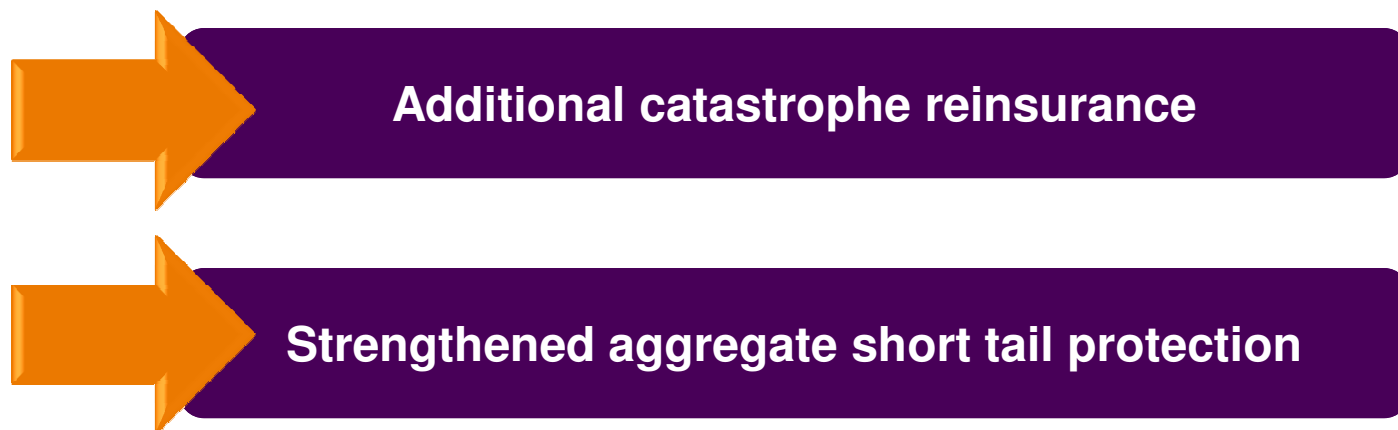 Additional catastrophe reinsurance
Strengthened aggregate short tail protection